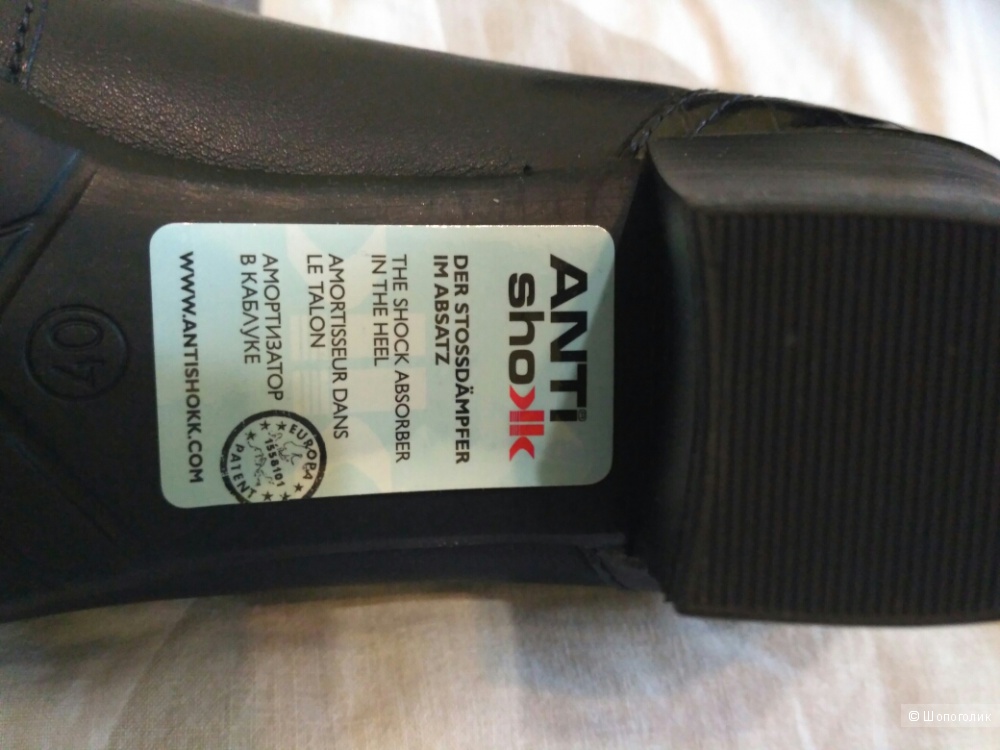 ANTi®
shokk
DER STOSSDÄMPFER
IM ABSATZ
THE SHOCK ABSORBER
IN THE HEEL
AMORTISSEUR DANS
LE TALON
АМОРТИЗАТОР
В КАБЛУКЕ
EUROPA
1558101
PATENT
WWW.ANTISHOKK.COM
40
© Шопоголик